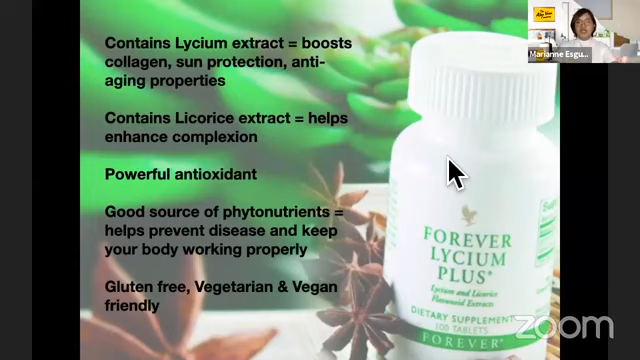 Contains Lycium extract = boosts
collagen, sun protection, anti-
aging properties
Contains Licorice extract = helps
enhance complexion
Powerful antioxidant
Good source of phytonutrients =
helps prevent disease and keep
your body working properly
Gluten free, Vegetarian & Vegan
friendly
Marianne Esgu...
FOREVER
LYCIUM
PLUS®
Lycium and Licorice
Flavonoid Extracts
DIETARY SUPPLEMENT
100 TABLETS
FOREVER®
zoom